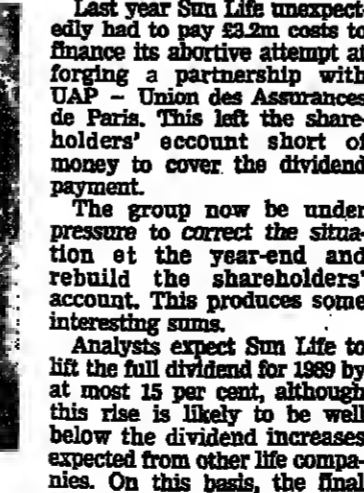 Last year Sun Life unexpect-
edly had to pay £3.2m costs to
finance its abortive attempt at
forging a partnership with
UAP – Union des Assurances
de Paris. This left the share-
holders' eccount short of
money to cover the dividend
payment.
The group now be under
pressure to correct the situa-
tion et the year-end and
rebuild the shareholders'
account. This produces some
interesting sums.
Analysts expect Sun Life to
lift the full dividend for 1989 by
at most 15 per cent, although
this rise is likely to be well
below the dividend increases
expected from other life compa-
nies. On this basis, the final